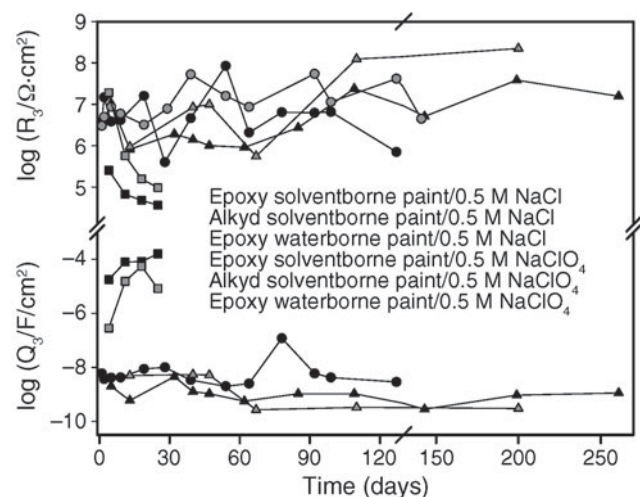 9
8
7
6
5
−4
−6
−8
−10
log (R₃/Ω·cm²)
log (Q₃/F/cm²)
Epoxy solventborne paint/0.5 M NaCl
Alkyd solventborne paint/0.5 M NaCl
Epoxy waterborne paint/0.5 M NaCl
Epoxy solventborne paint/0.5 M NaClO₄
Alkyd solventborne paint/0.5 M NaClO₄
Epoxy waterborne paint/0.5 M NaClO₄
0 30 60 90 120 150 200 250
Time (days)